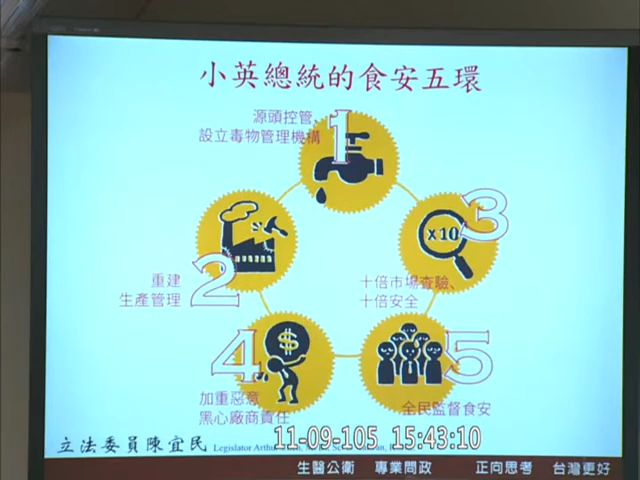 小英總統的食安五環
源頭控管、
設立毒物管理機構
1
3
x10
2
重建
生產管理
十倍市場查驗、
十倍安全
4
$
5
加重惡意
黑心廠商責任
全民監督食安
立法委員陳宜民
Legislator Arthur
11-09-105 15:43:10
生醫公衛 專業問政 正向思考 台灣更好